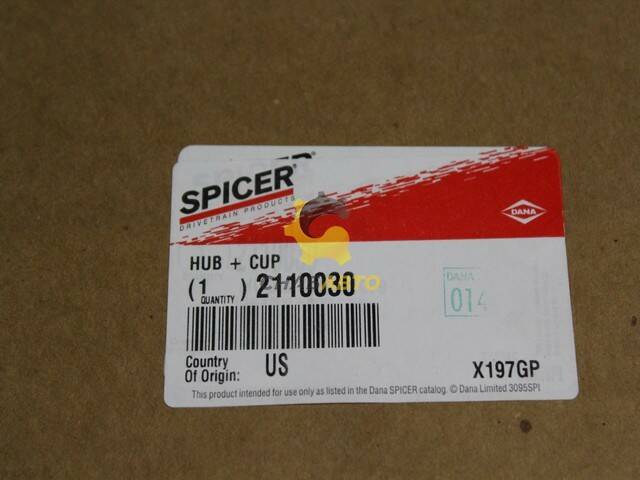 SPICER®
DRIVETRAIN PRODUCTS
DANA
HUB + CUP
(1 QUANTITY) 2110030
DANA
014
Country Of Origin: US
X197GP
This product intended for use only as listed in the Dana SPICER catalog. © Dana Limited 3095SPI